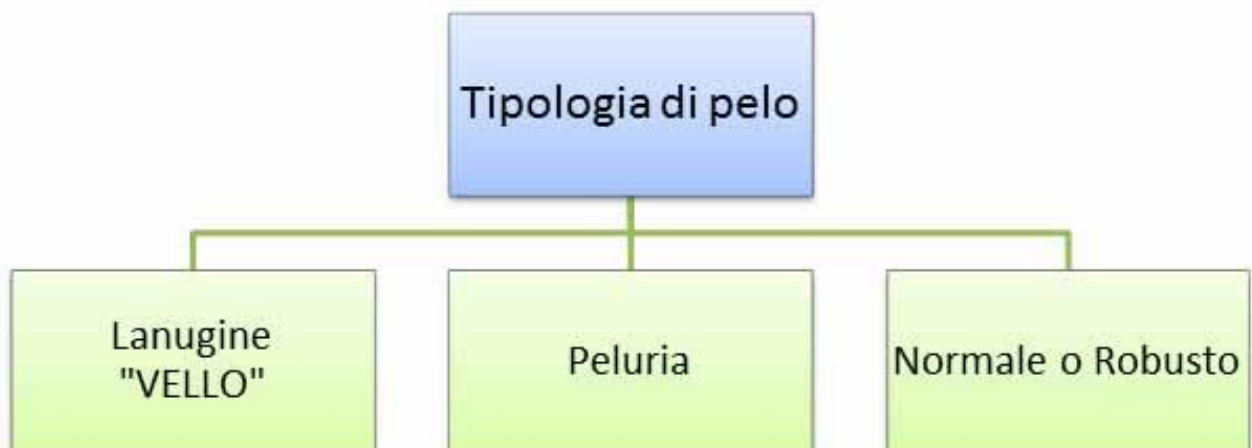 Tipologia di pelo
Lanugine
"VELLO"
Peluria
Normale o Robusto